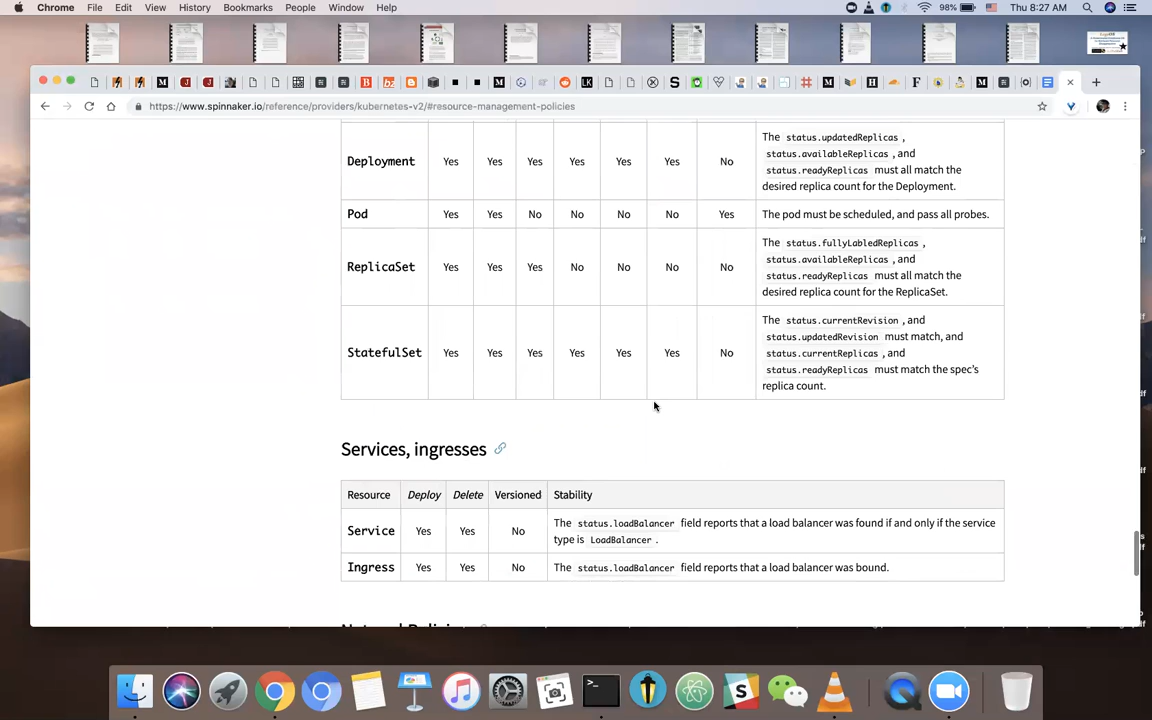 Chrome File Edit View History Bookmarks People Window Help 98% Thu 8:27 AM
https://www.spinnaker.io/reference/providers/kubernetes-v2/#resource-management-policies
Deployment Yes Yes Yes Yes Yes Yes No
The status.updatedReplicas ,
status.availableReplicas , and
status.readyReplicas must all match the
desired replica count for the Deployment.
Pod Yes Yes No No No No Yes The pod must be scheduled, and pass all probes.
ReplicaSet Yes Yes Yes No No No No
The status.fullyLabledReplicas ,
status.availableReplicas , and
status.readyReplicas must all match the
desired replica count for the ReplicaSet.
StatefulSet Yes Yes Yes Yes Yes Yes No
The status.currentRevision , and
status.updatedRevision must match, and
status.currentReplicas , and
status.readyReplicas must match the spec's
replica count.
Services, ingresses
Resource Deploy Delete Versioned Stability
Service Yes Yes No
The status.loadBalancer field reports that a load balancer was found if and only if the service
type is LoadBalancer .
Ingress Yes Yes No The status.loadBalancer field reports that a load balancer was bound.